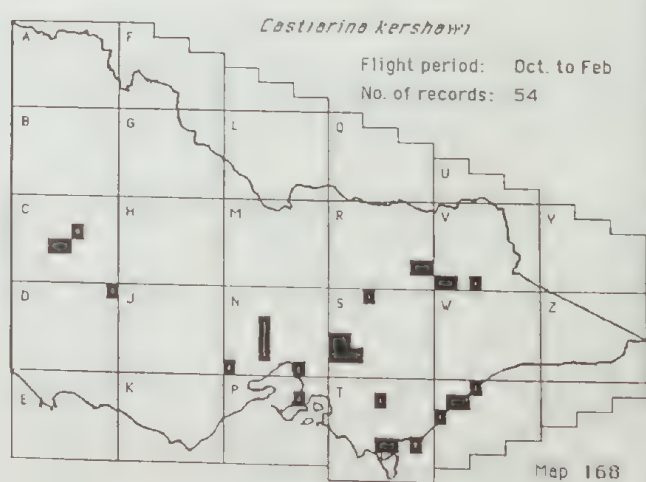 Castiarina kershawi
Flight period: Oct. to Feb
No. of records: 54
A F
B G L Q
U
C H M R V Y
D J N S W Z
E K P T
Map 168